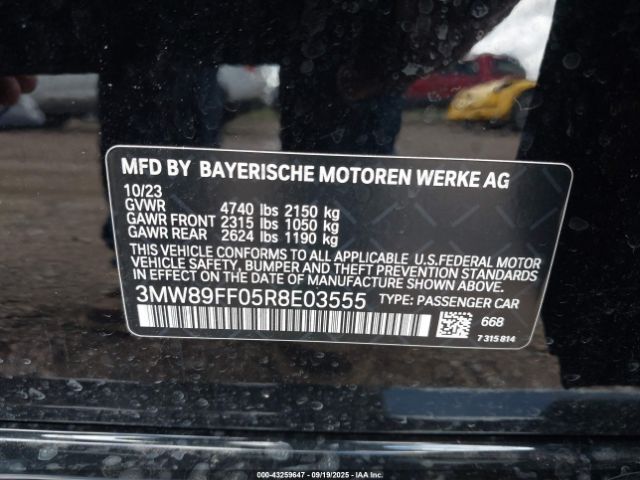 MFD BY BAYERISCHE MOTOREN WERKE AG
10/23
GVWR 4740 lbs 2150 kg
GAWR FRONT 2315 lbs 1050 kg
GAWR REAR 2624 lbs 1190 kg
THIS VEHICLE CONFORMS TO ALL APPLICABLE U.S.FEDERAL MOTOR
VEHICLE SAFETY, BUMPER AND THEFT PREVENTION STANDARDS IN
EFFECT ON THE DATE OF MANUFACTURE SHOWN ABOVE.
3MW89FF05R8E03555 TYPE: PASSENGER CAR
668
7 315 814
000-43259647 - 09/19/2025 - IAA Corp.